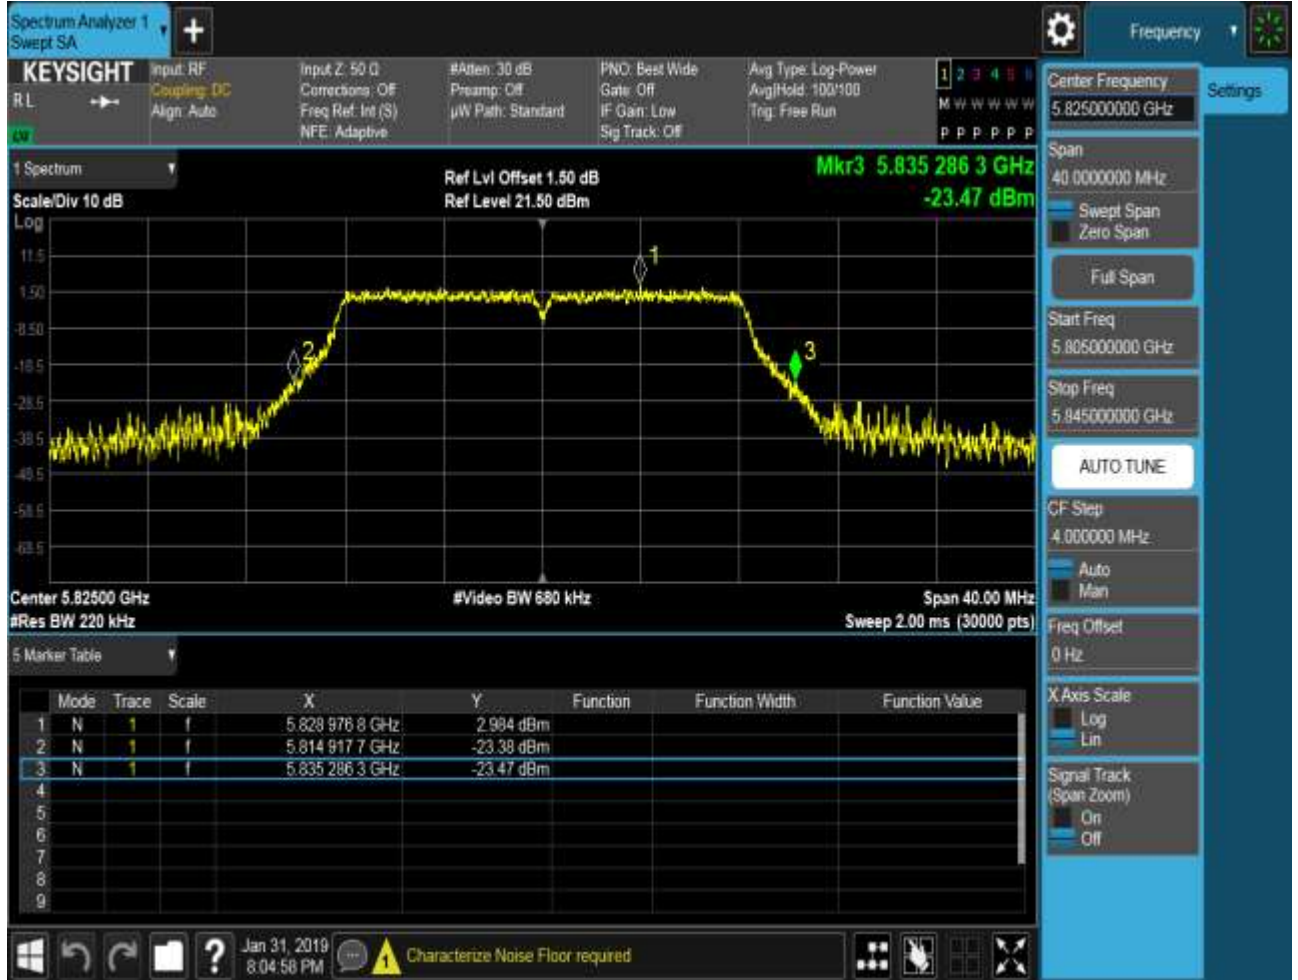 Spectrum Analyzer 1
Swept SA
Frequency
KEYSIGHT
RL
Input: RF
Coupling: DC
Align: Auto
Input Z: 50 Ω
Corrections: Off
Freq Ref: Int (S)
NFE: Adaptive
#Atten: 30 dB
Preamp: Off
µW Path: Standard
PNO: Best Wide
Gate: Off
IF Gain: Low
Sig Track: Off
Avg Type: Log-Power
Avg|Hold: 100/100
Trig: Free Run
1 2 3 4 5 6
M W W W W W
P P P P P P
1 Spectrum
Scale/Div 10 dB
Ref Lvl Offset 1.50 dB
Ref Level 21.50 dBm
Mkr3 5.835 286 3 GHz
-23.47 dBm
Log
11.5
1.50
-8.50
-18.5
-28.5
-38.5
-48.5
-58.5
-68.5
1
2
3
Center 5.82500 GHz
#Video BW 680 kHz
Span 40.00 MHz
#Res BW 220 kHz
Sweep 2.00 ms (30000 pts)
5 Marker Table
Mode Trace Scale X Y Function Function Width Function Value
1 N 1 f 5.828 976 8 GHz 2.984 dBm
2 N 1 f 5.814 917 7 GHz -23.38 dBm
3 N 1 f 5.835 286 3 GHz -23.47 dBm
4
5
6
7
8
9
Center Frequency
5.825000000 GHz
Settings
Span
40.0000000 MHz
Swept Span
Zero Span
Full Span
Start Freq
5.805000000 GHz
Stop Freq
5.845000000 GHz
AUTO TUNE
CF Step
4.000000 MHz
Auto
Man
Freq Offset
0 Hz
X Axis Scale
Log
Lin
Signal Track
(Span Zoom)
On
Off
?
Jan 31, 2019
8:04:58 PM
1
Characterize Noise Floor required